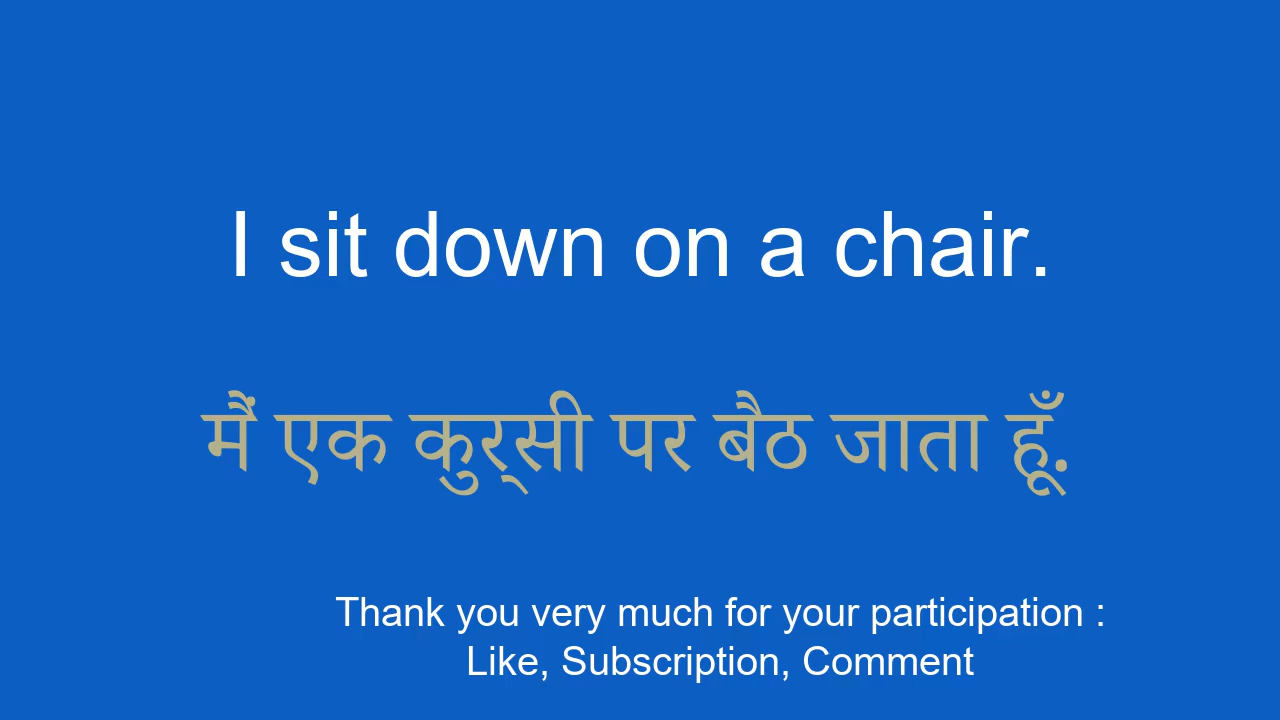 I sit down on a chair.
मैं एक कुर्सी पर बैठ जाता हूँ.
Thank you very much for your participation :
Like, Subscription, Comment